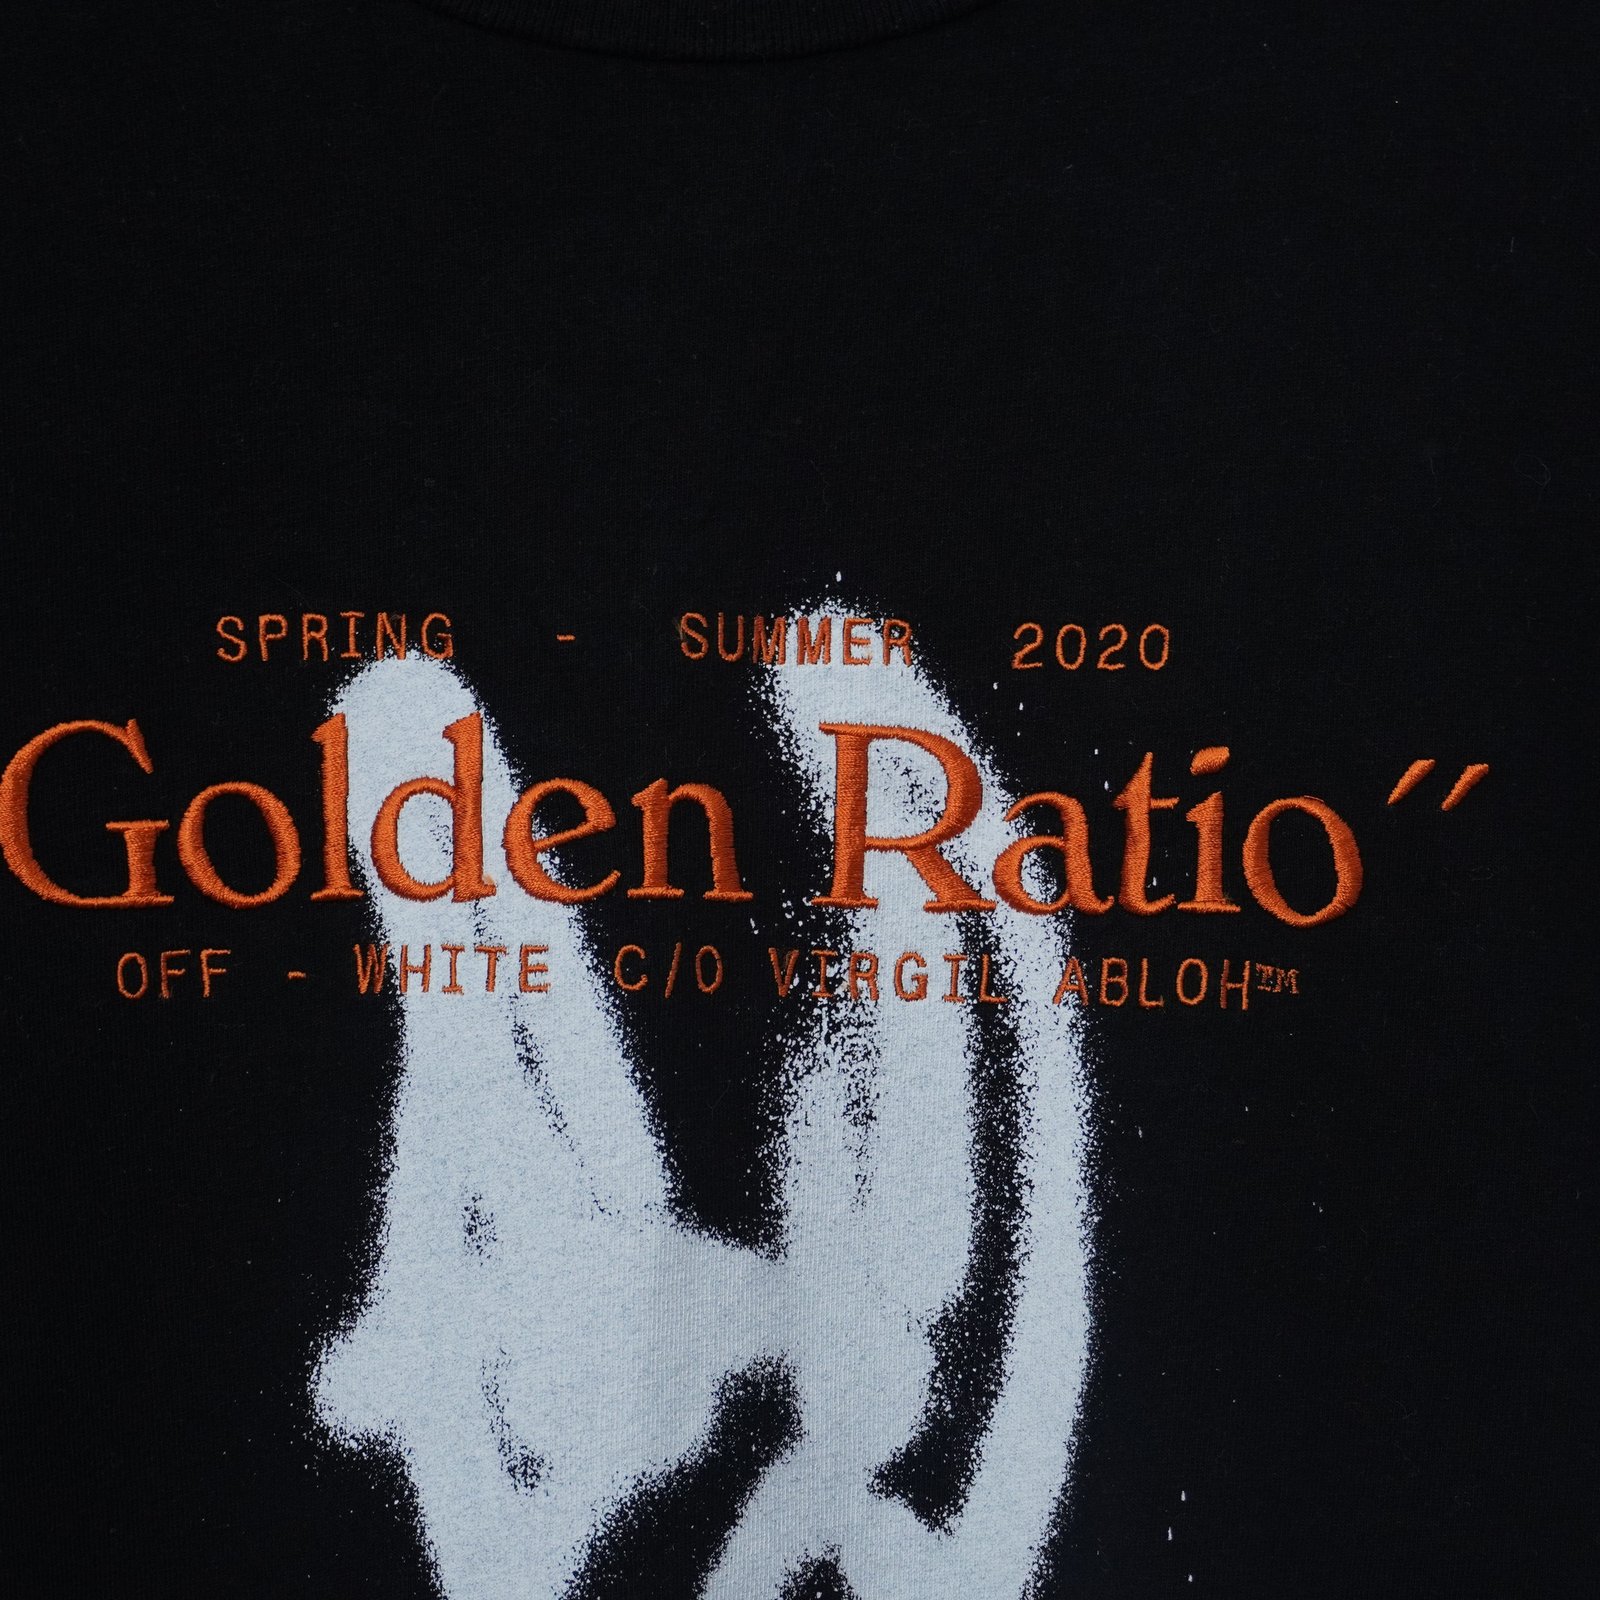 SPRING - SUMMER 2020
Golden Ratio″
OFF - WHITE C/O VIRGIL ABLOH™